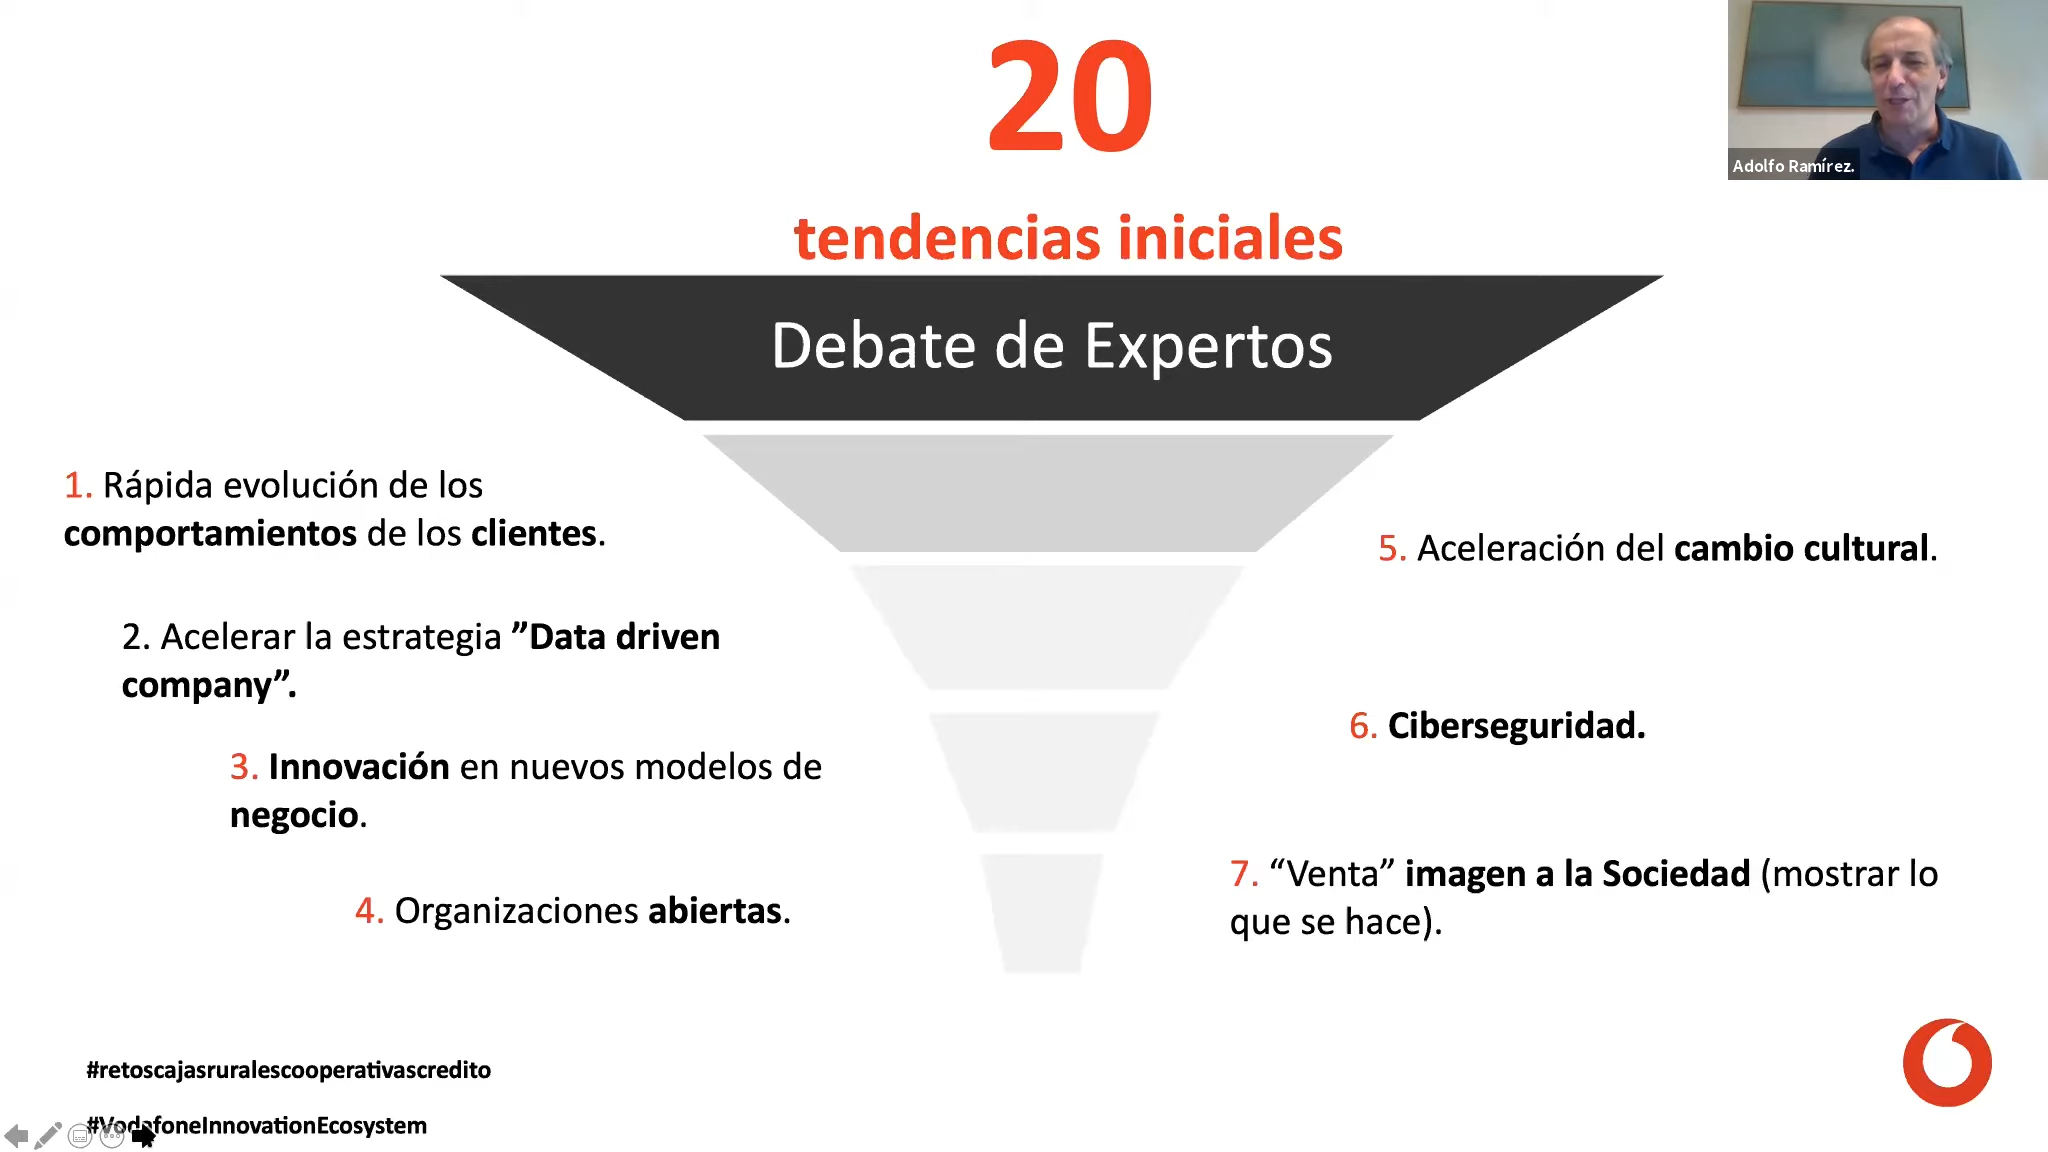 20
tendencias iniciales
Adolfo Ramírez.
Debate de Expertos
1. Rápida evolución de los
comportamientos de los clientes.
2. Acelerar la estrategia ”Data driven
company”.
3. Innovación en nuevos modelos de
negocio.
4. Organizaciones abiertas.
5. Aceleración del cambio cultural.
6. Ciberseguridad.
7. “Venta” imagen a la Sociedad (mostrar lo
que se hace).
#retoscajasruralescooperativascredito
#VodafoneInnovationEcosystem